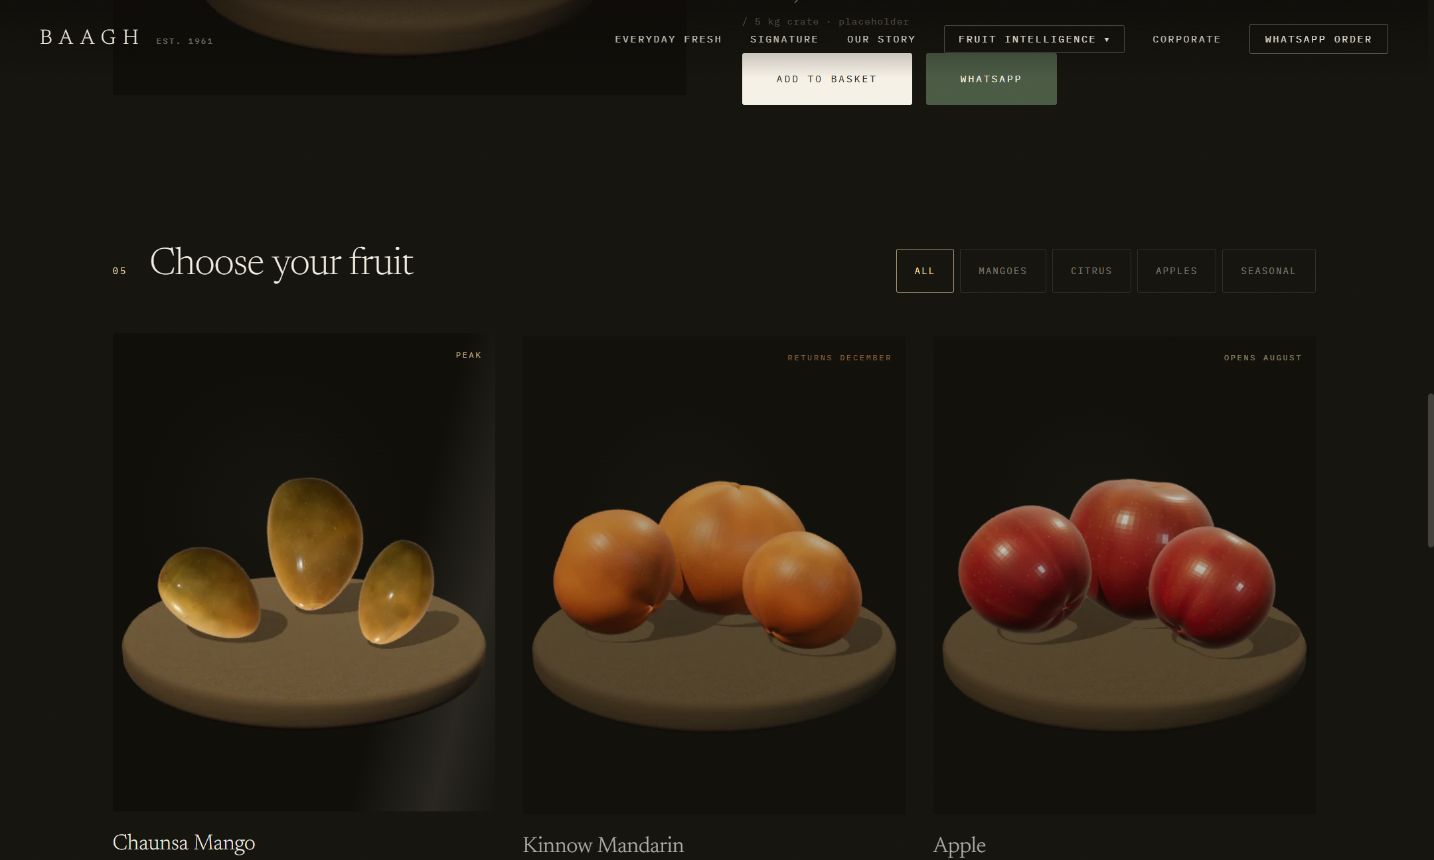 / 5 kg crate · placeholder
BAAGH EST. 1961
EVERYDAY FRESH SIGNATURE OUR STORY FRUIT INTELLIGENCE ▾ CORPORATE WHATSAPP ORDER
ADD TO BASKET WHATSAPP
05 Choose your fruit
ALL MANGOES CITRUS APPLES SEASONAL
PEAK
RETURNS DECEMBER
OPENS AUGUST
Chaunsa Mango
Kinnow Mandarin
Apple